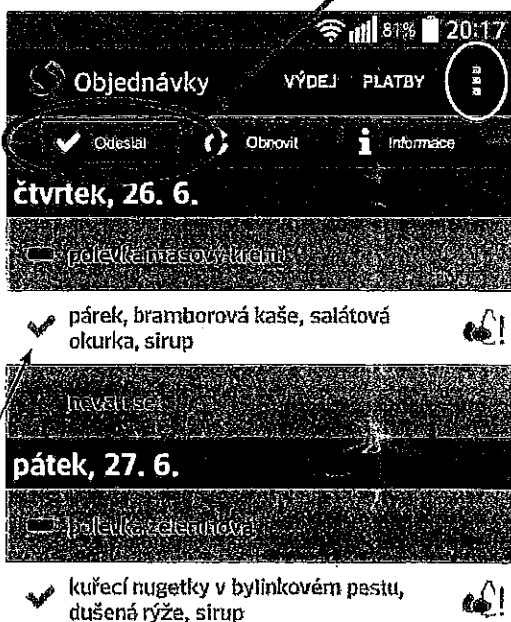 81% 20:17
Objednávky VÝDEJ PLATBY
Odeslat Obnovit Informace
čtvrtek, 26. 6.
polévka masový krém
párek, bramborová kaše, salátová
okurka, sirup
nevaří se
pátek, 27. 6.
polévka zeleninová
kuřecí nugetky v bylinkovém pestu,
dušená rýže, sirup